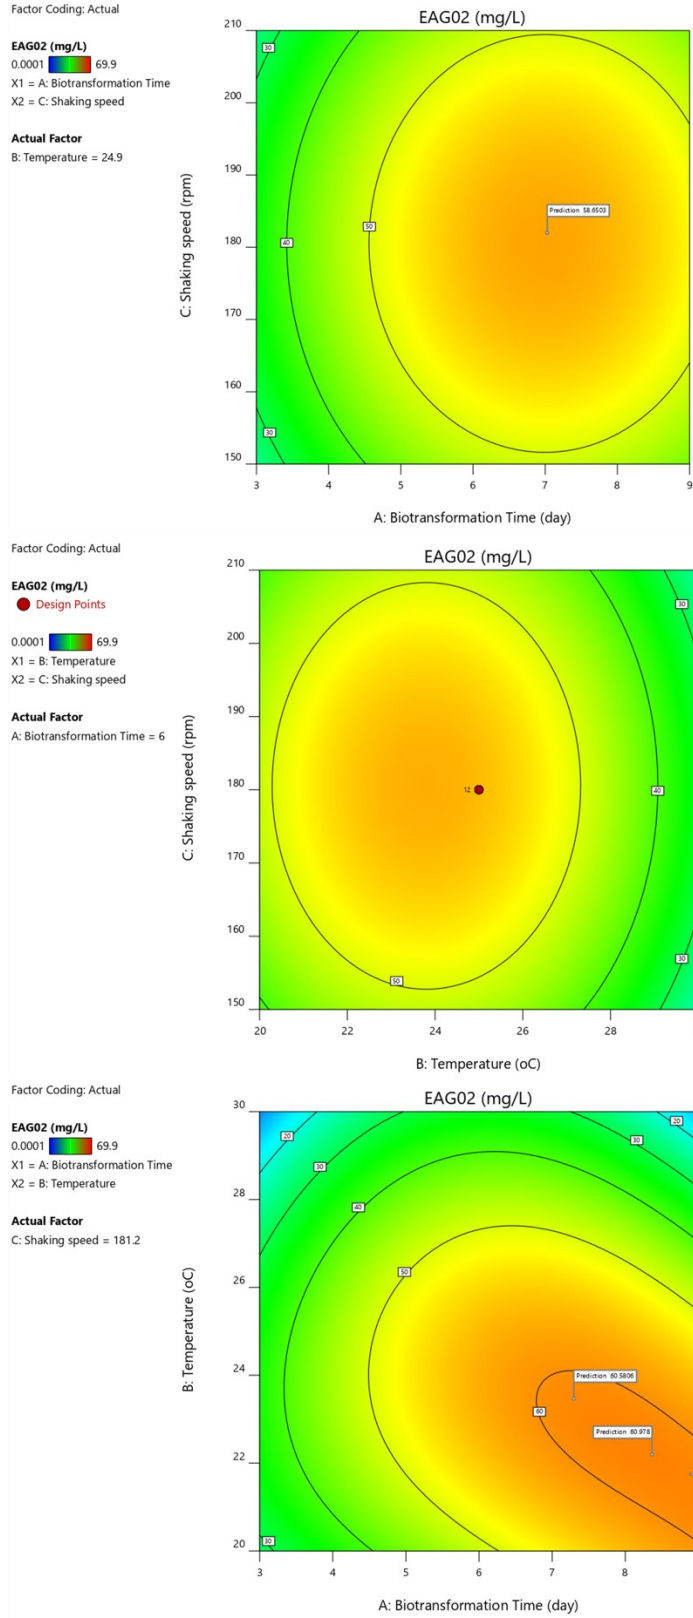 Factor Coding: Actual
EAG02 (mg/L)
0.0001 69.9
X1 = A: Biotransformation Time
X2 = C: Shaking speed
Actual Factor
B: Temperature = 24.9
EAG02 (mg/L)
C: Shaking speed (rpm)
210
200
190
180
170
160
150
30
40
50
30
Prediction 58.6503
3 4 5 6 7 8 9
A: Biotransformation Time (day)
Factor Coding: Actual
EAG02 (mg/L)
Design Points
0.0001 69.9
X1 = B: Temperature
X2 = C: Shaking speed
Actual Factor
A: Biotransformation Time = 6
EAG02 (mg/L)
C: Shaking speed (rpm)
210
200
190
180
170
160
150
30
12
40
30
50
20 22 24 26 28
B: Temperature (oC)
Factor Coding: Actual
EAG02 (mg/L)
0.0001 69.9
X1 = A: Biotransformation Time
X2 = B: Temperature
Actual Factor
C: Shaking speed = 181.2
EAG02 (mg/L)
B: Temperature (oC)
30
28
26
24
22
20
20
20
30
30
40
50
Prediction 60.5806
60
Prediction 60.978
30
3 4 5 6 7 8
A: Biotransformation Time (day)